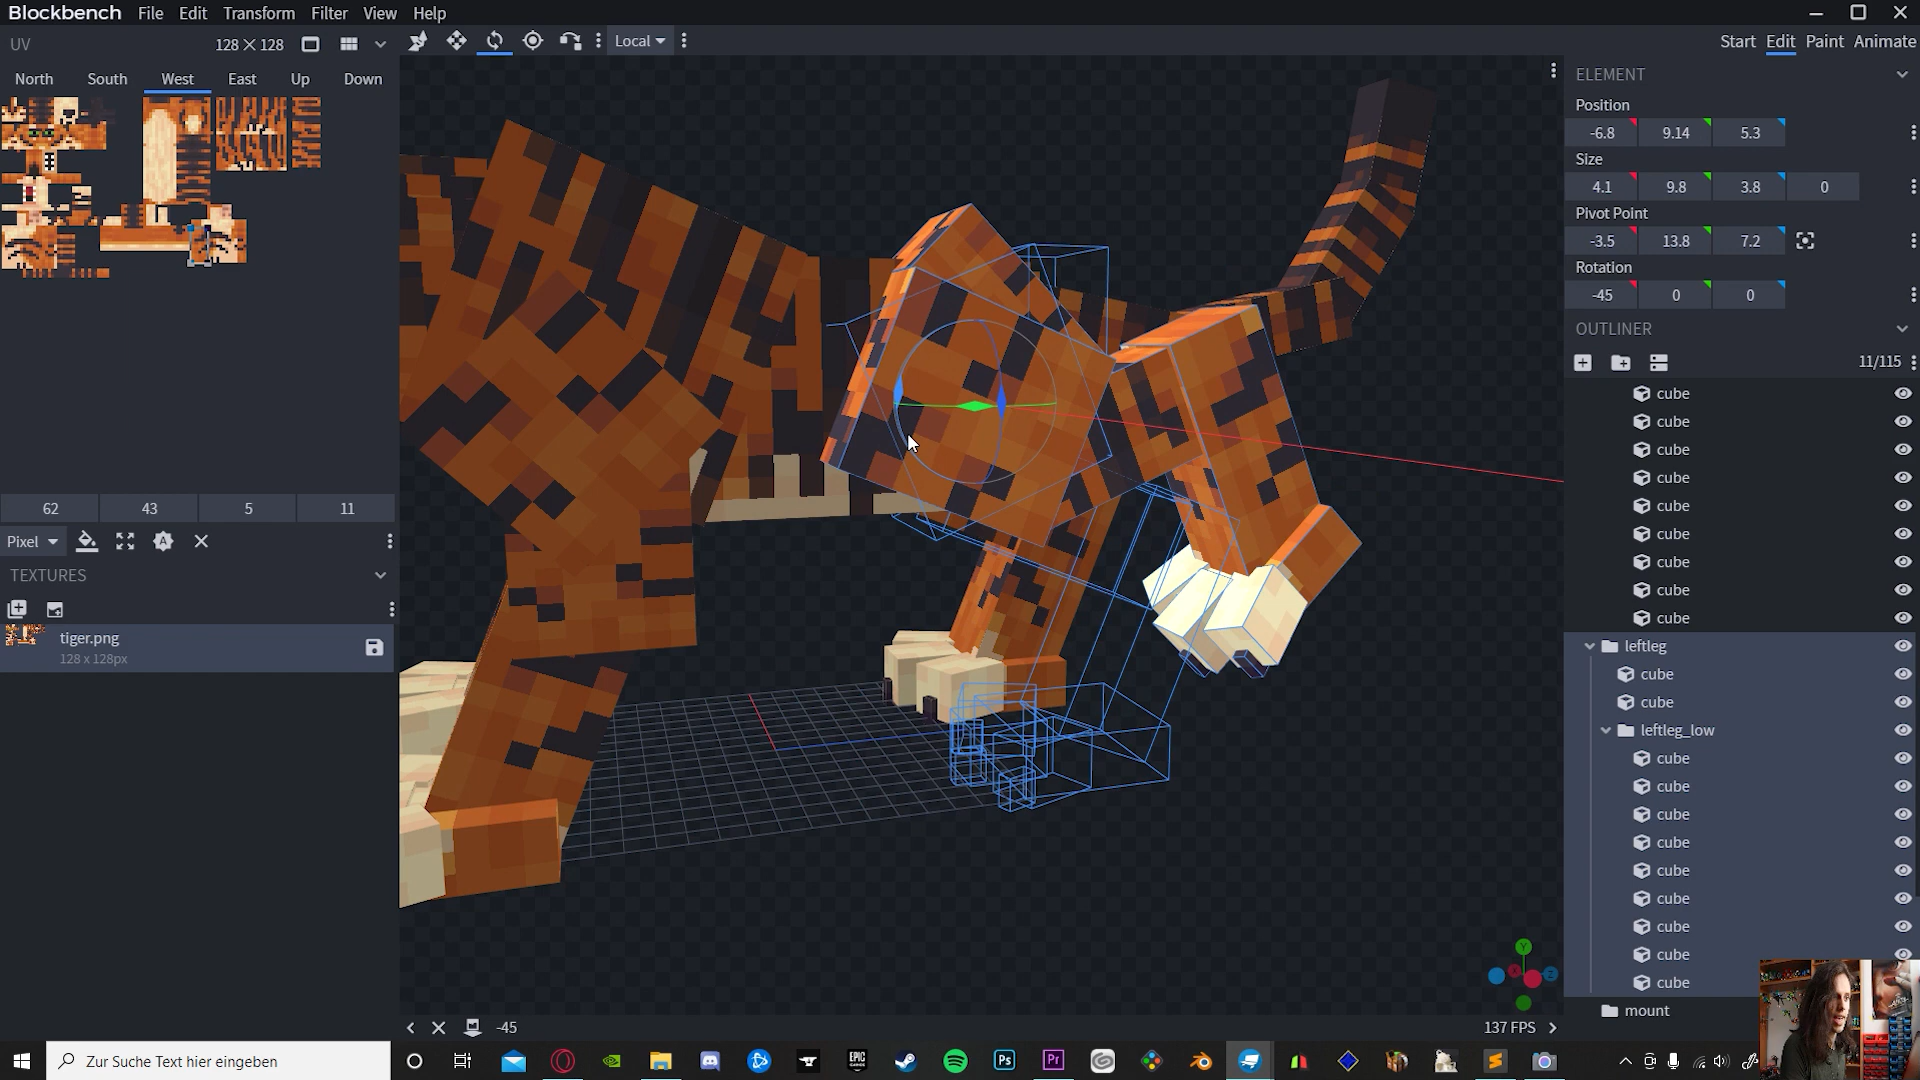 Blockbench File Edit Transform Filter View Help
UV 128 × 128 Local Start Edit Paint Animate
North South West East Up Down
62 43 5 11
Pixel
TEXTURES
tiger.png
128 x 128px
ELEMENT
Position
-6.8 9.14 5.3
Size
4.1 9.8 3.8 0
Pivot Point
-3.5 13.8 7.2
Rotation
-45 0 0
OUTLINER
11/115
cube
cube
cube
cube
cube
cube
cube
cube
cube
leftleg
cube
cube
leftleg_low
cube
cube
cube
cube
cube
cube
cube
cube
cube
mount
-45 137 FPS
Zur Suche Text hier eingeben
EPIC GAMES
Ps
Pr